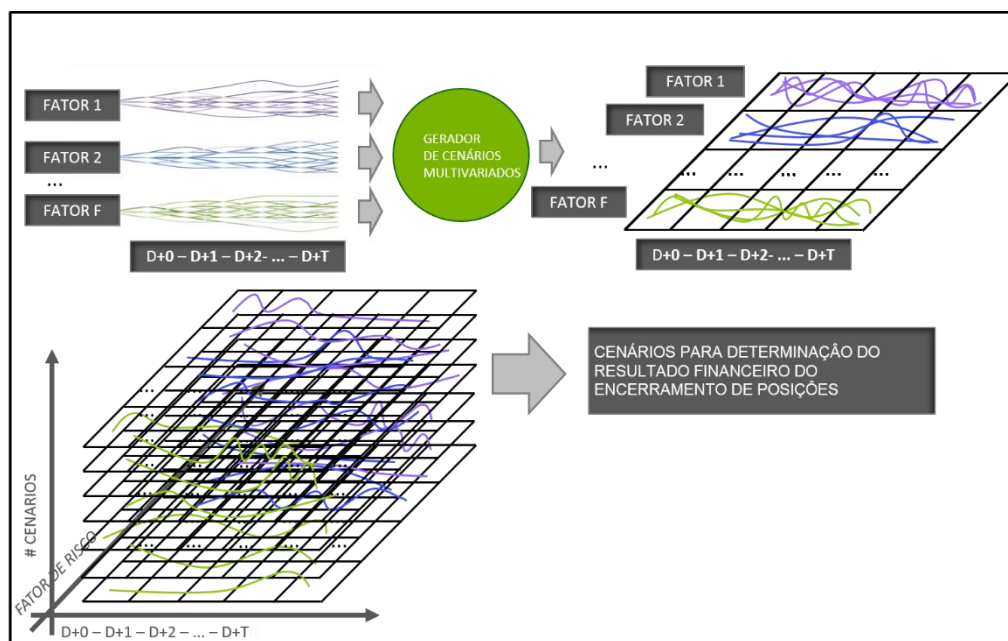 FATOR 1
FATOR 2
...
FATOR F
D+0 – D+1 – D+2- ... – D+T
GERADOR
DE CENÁRIOS
MULTIVARIADOS
FATOR 1
FATOR 2
...
FATOR F
... ... ... ... ...
D+0 – D+1 – D+2- ... – D+T
# CENARIOS
FATOR DE RISCO
D+0 – D+1 – D+2 – ... – D+T
CENÁRIOS PARA DETERMINAÇÂO DO
RESULTADO FINANCEIRO DO
ENCERRAMENTO DE POSIÇÕES